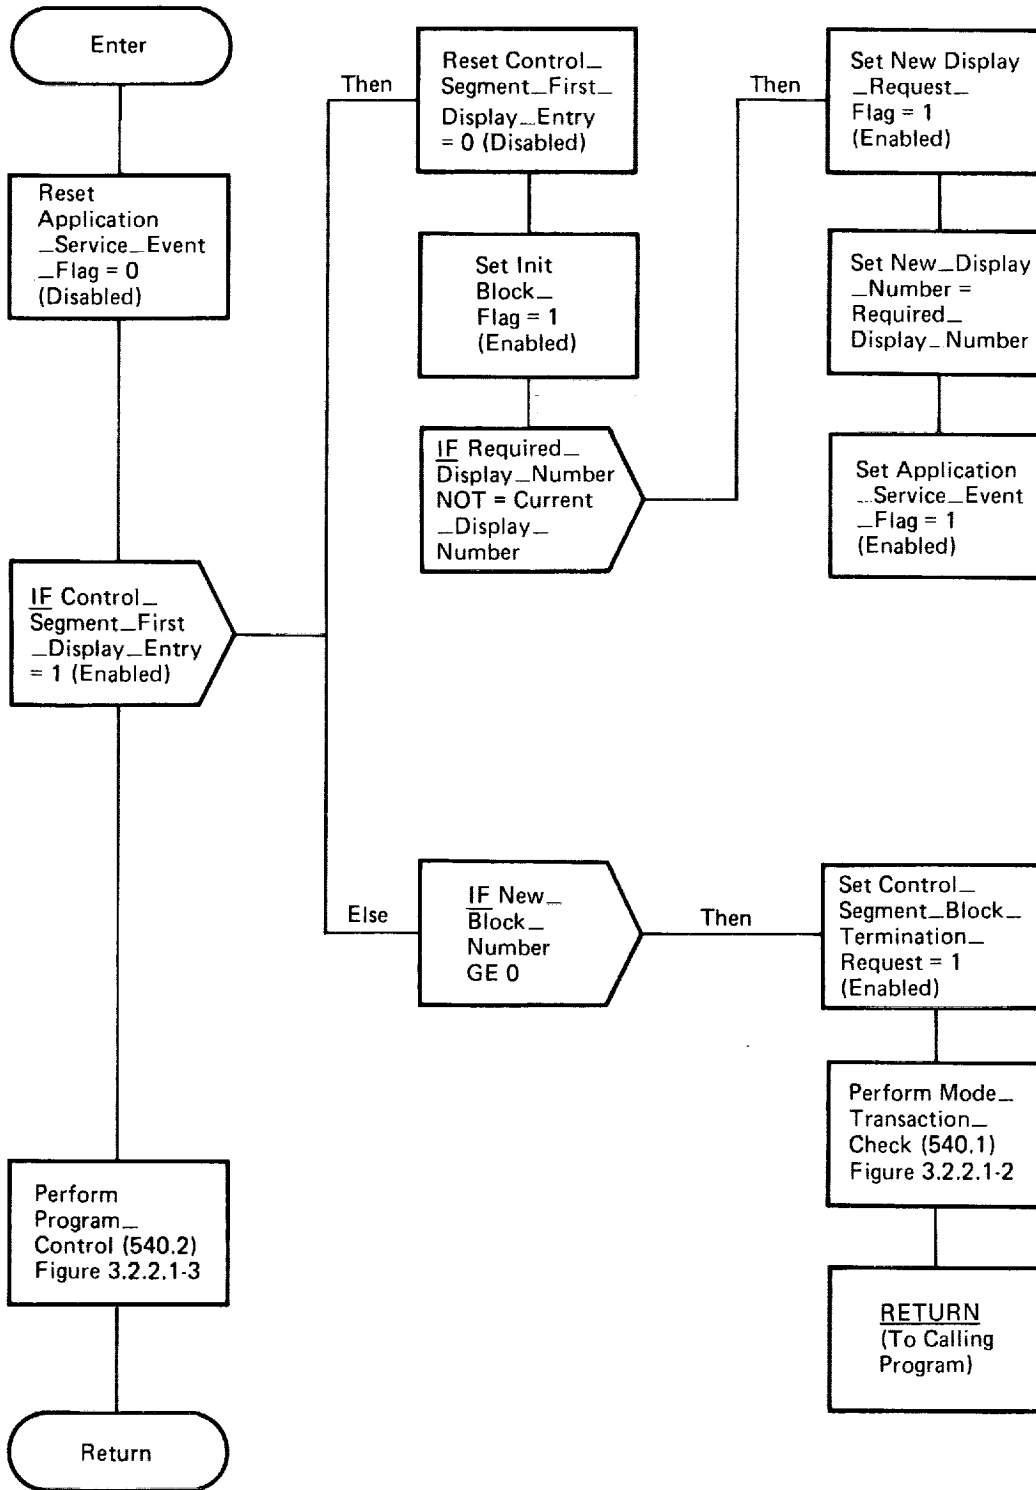 Enter
Reset
Application
_Service_Event
_Flag = 0
(Disabled)
IF Control_
Segment_First
_Display_Entry
= 1 (Enabled)
Perform
Program_
Control (540.2)
Figure 3.2.2.1-3
Return
Then
Reset Control_
Segment_First_
Display_Entry
= 0 (Disabled)
Set Init
Block_
Flag = 1
(Enabled)
IF Required_
Display_Number
NOT = Current
_Display_
Number
Then
Set New Display
_Request_
Flag = 1
(Enabled)
Set New_Display
_Number =
Required_
Display_Number
Set Application
_Service_Event
_Flag = 1
(Enabled)
Else
IF New_
Block_
Number
GE 0
Then
Set Control_
Segment_Block_
Termination_
Request = 1
(Enabled)
Perform Mode_
Transaction_
Check (540.1)
Figure 3.2.2.1-2
RETURN
(To Calling
Program)